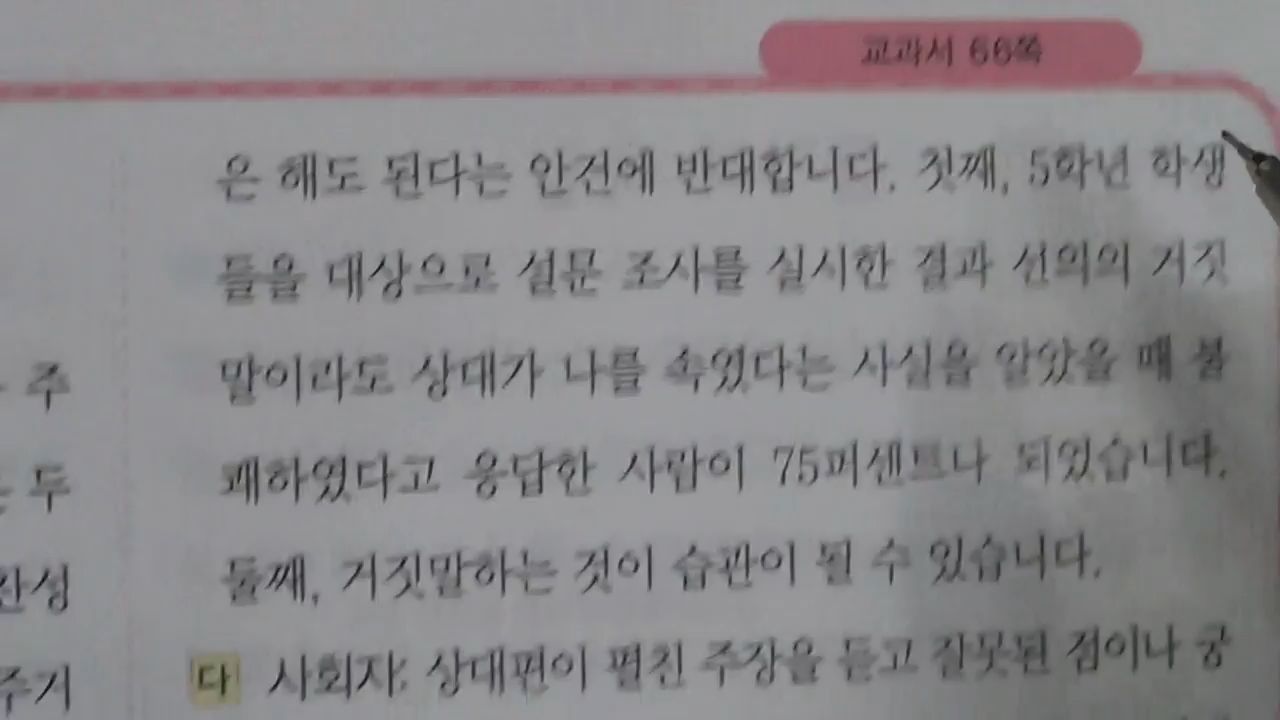 교과서 66쪽
주
두
찬성
주거
은 해도 된다는 안건에 반대합니다. 첫째, 5학년 학생
들을 대상으로 설문 조사를 실시한 결과 선의의 거짓
말이라도 상대가 나를 속였다는 사실을 알았을 때 불
쾌하였다고 응답한 사람이 75퍼센트나 되었습니다.
둘째, 거짓말하는 것이 습관이 될 수 있습니다.
다 사회자: 상대편이 펼친 주장을 듣고 잘못된 점이나 궁